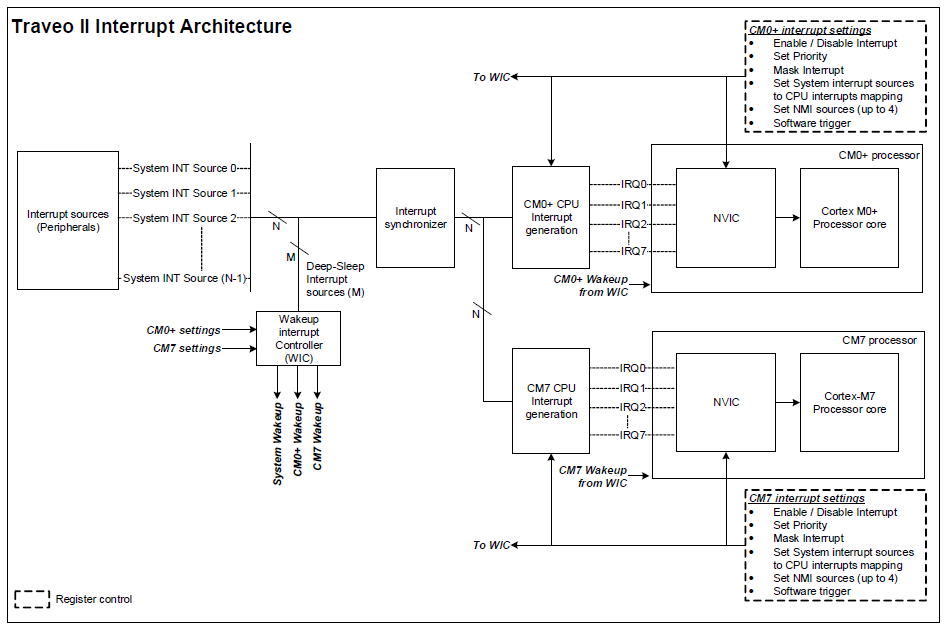 Traveo II Interrupt Architecture
CM0+ interrupt settings
• Enable / Disable Interrupt
• Set Priority
• Mask Interrupt
• Set System interrupt sources
to CPU interrupts mapping
• Set NMI sources (up to 4)
• Software trigger
To WIC
Interrupt sources
(Peripherals)
System INT Source 0
System INT Source 1
System INT Source 2
System INT Source (N-1)
N
M
Deep-Sleep
Interrupt
sources (M)
Interrupt
synchronizer
N
CM0+ CPU
Interrupt
generation
IRQ0
IRQ1
IRQ2
IRQ7
CM0+ Wakeup
from WIC
CM0+ processor
NVIC
Cortex M0+
Processor core
CM0+ settings
CM7 settings
Wakeup
interrupt
Controller
(WIC)
System Wakeup
CM0+ Wakeup
CM7 Wakeup
N
CM7 CPU
Interrupt
generation
IRQ0
IRQ1
IRQ2
IRQ7
CM7 Wakeup
from WIC
CM7 processor
NVIC
Cortex-M7
Processor core
To WIC
CM7 interrupt settings
• Enable / Disable Interrupt
• Set Priority
• Mask Interrupt
• Set System interrupt sources
to CPU interrupts mapping
• Set NMI sources (up to 4)
• Software trigger
Register control